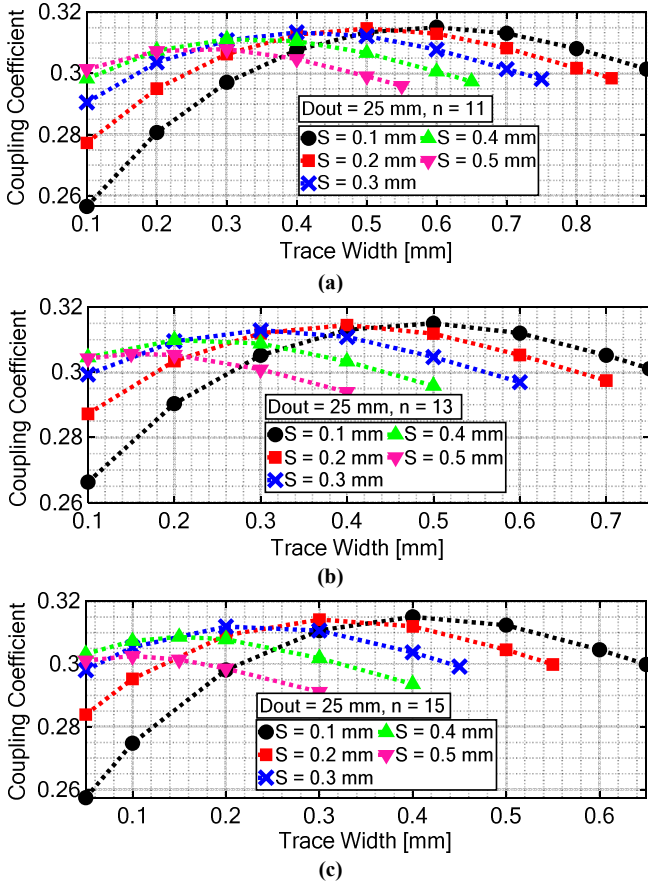 0.32
0.3
0.28
0.26
Coupling Coefficient
Dout = 25 mm, n = 11
S = 0.1 mm S = 0.4 mm
S = 0.2 mm S = 0.5 mm
S = 0.3 mm
0.1 0.2 0.3 0.4 0.5 0.6 0.7 0.8
Trace Width [mm]
(a)
0.32
0.3
0.28
0.26
Coupling Coefficient
Dout = 25 mm, n = 13
S = 0.1 mm S = 0.4 mm
S = 0.2 mm S = 0.5 mm
S = 0.3 mm
0.1 0.2 0.3 0.4 0.5 0.6 0.7
Trace Width [mm]
(b)
0.32
0.3
0.28
0.26
Coupling Coefficient
Dout = 25 mm, n = 15
S = 0.1 mm S = 0.4 mm
S = 0.2 mm S = 0.5 mm
S = 0.3 mm
0.1 0.2 0.3 0.4 0.5 0.6
Trace Width [mm]
(c)